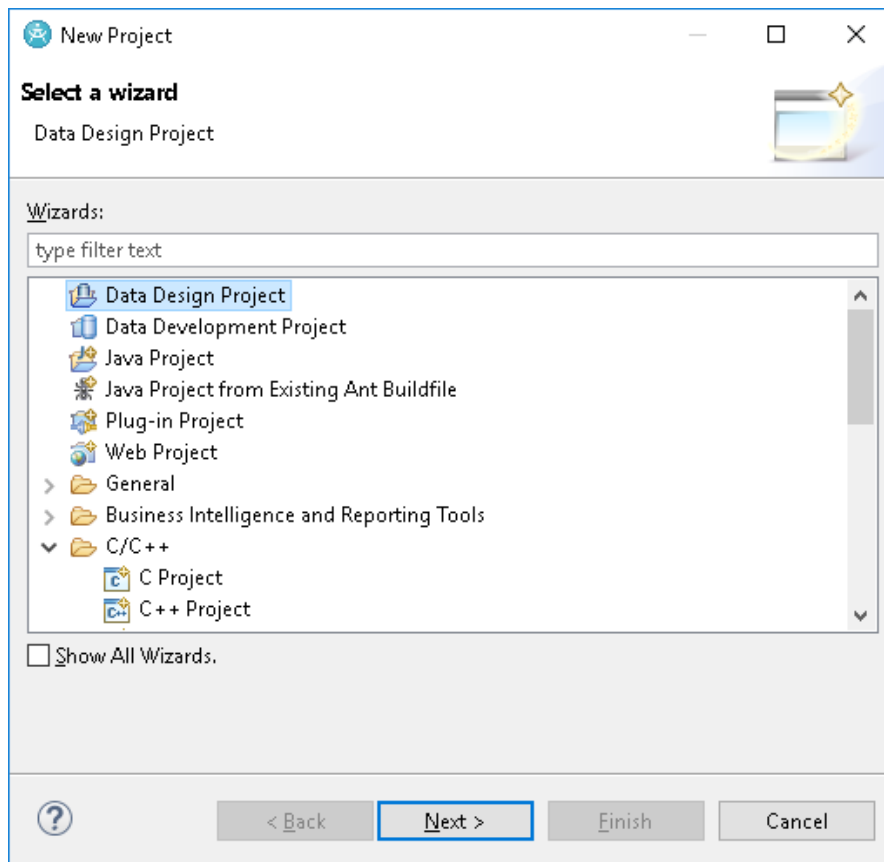 New Project
Select a wizard
Data Design Project
Wizards:
type filter text
Data Design Project
Data Development Project
Java Project
Java Project from Existing Ant Buildfile
Plug-in Project
Web Project
General
Business Intelligence and Reporting Tools
C/C++
C Project
C++ Project
Show All Wizards.
? < Back Next > Finish Cancel